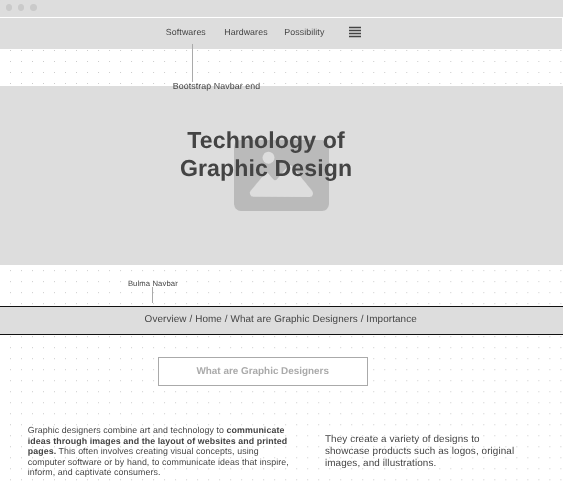 Softwares Hardwares Possibility
Bootstrap Navbar end
Technology of
Graphic Design
Bulma Navbar
Overview / Home / What are Graphic Designers / Importance
What are Graphic Designers
Graphic designers combine art and technology to communicate
ideas through images and the layout of websites and printed
pages. This often involves creating visual concepts, using
computer software or by hand, to communicate ideas that inspire,
inform, and captivate consumers.
They create a variety of designs to
showcase products such as logos, original
images, and illustrations.